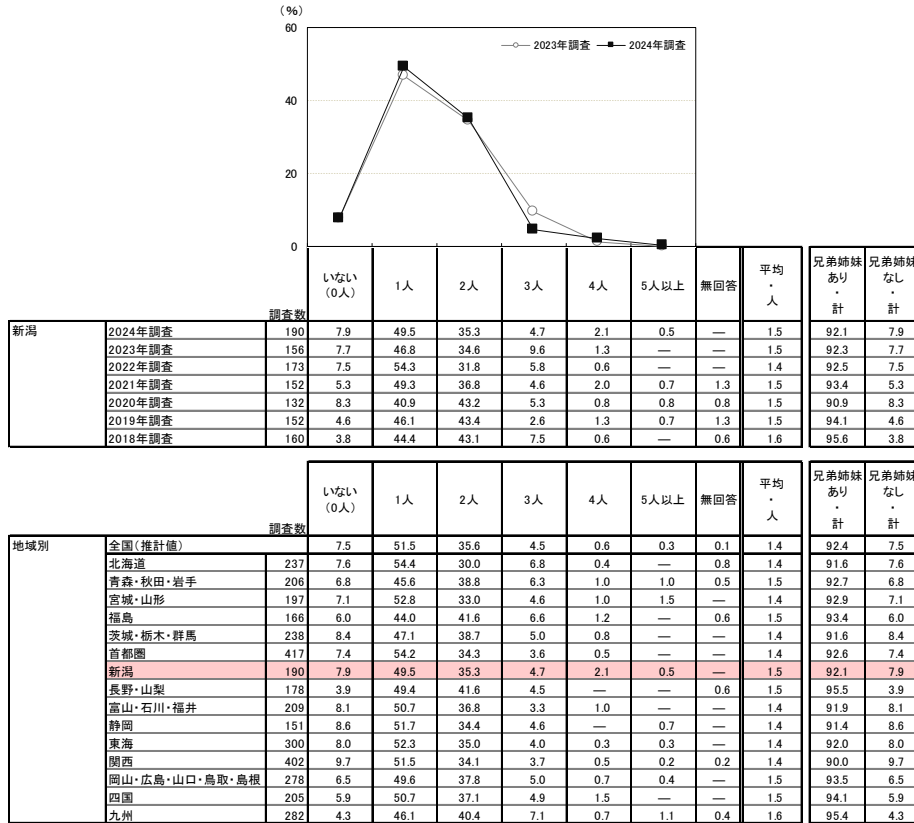 (%)
60
40
20
0
2023年調査 2024年調査
調査数 いない(0人) 1人 2人 3人 4人 5人以上 無回答 平均・人 兄弟姉妹あり・計 兄弟姉妹なし・計
新潟 2024年調査 190 7.9 49.5 35.3 4.7 2.1 0.5 — 1.5 92.1 7.9
2023年調査 156 7.7 46.8 34.6 9.6 1.3 — — 1.5 92.3 7.7
2022年調査 173 7.5 54.3 31.8 5.8 0.6 — — 1.4 92.5 7.5
2021年調査 152 5.3 49.3 36.8 4.6 2.0 0.7 1.3 1.5 93.4 5.3
2020年調査 132 8.3 40.9 43.2 5.3 0.8 0.8 0.8 1.5 90.9 8.3
2019年調査 152 4.6 46.1 43.4 2.6 1.3 0.7 1.3 1.5 94.1 4.6
2018年調査 160 3.8 44.4 43.1 7.5 0.6 — 0.6 1.6 95.6 3.8
調査数 いない(0人) 1人 2人 3人 4人 5人以上 無回答 平均・人 兄弟姉妹あり・計 兄弟姉妹なし・計
地域別 全国(推計値) 7.5 51.5 35.6 4.5 0.6 0.3 0.1 1.4 92.4 7.5
北海道 237 7.6 54.4 30.0 6.8 0.4 — 0.8 1.4 91.6 7.6
青森・秋田・岩手 206 6.8 45.6 38.8 6.3 1.0 1.0 0.5 1.5 92.7 6.8
宮城・山形 197 7.1 52.8 33.0 4.6 1.0 1.5 — 1.4 92.9 7.1
福島 166 6.0 44.0 41.6 6.6 1.2 — 0.6 1.5 93.4 6.0
茨城・栃木・群馬 238 8.4 47.1 38.7 5.0 0.8 — — 1.4 91.6 8.4
首都圏 417 7.4 54.2 34.3 3.6 0.5 — — 1.4 92.6 7.4
新潟 190 7.9 49.5 35.3 4.7 2.1 0.5 — 1.5 92.1 7.9
長野・山梨 178 3.9 49.4 41.6 4.5 — — 0.6 1.5 95.5 3.9
富山・石川・福井 209 8.1 50.7 36.8 3.3 1.0 — — 1.4 91.9 8.1
静岡 151 8.6 51.7 34.4 4.6 — 0.7 — 1.4 91.4 8.6
東海 300 8.0 52.3 35.0 4.0 0.3 0.3 — 1.4 92.0 8.0
関西 402 9.7 51.5 34.1 3.7 0.5 0.2 0.2 1.4 90.0 9.7
岡山・広島・山口・鳥取・島根 278 6.5 49.6 37.8 5.0 0.7 0.4 — 1.5 93.5 6.5
四国 205 5.9 50.7 37.1 4.9 1.5 — — 1.5 94.1 5.9
九州 282 4.3 46.1 40.4 7.1 0.7 1.1 0.4 1.6 95.4 4.3